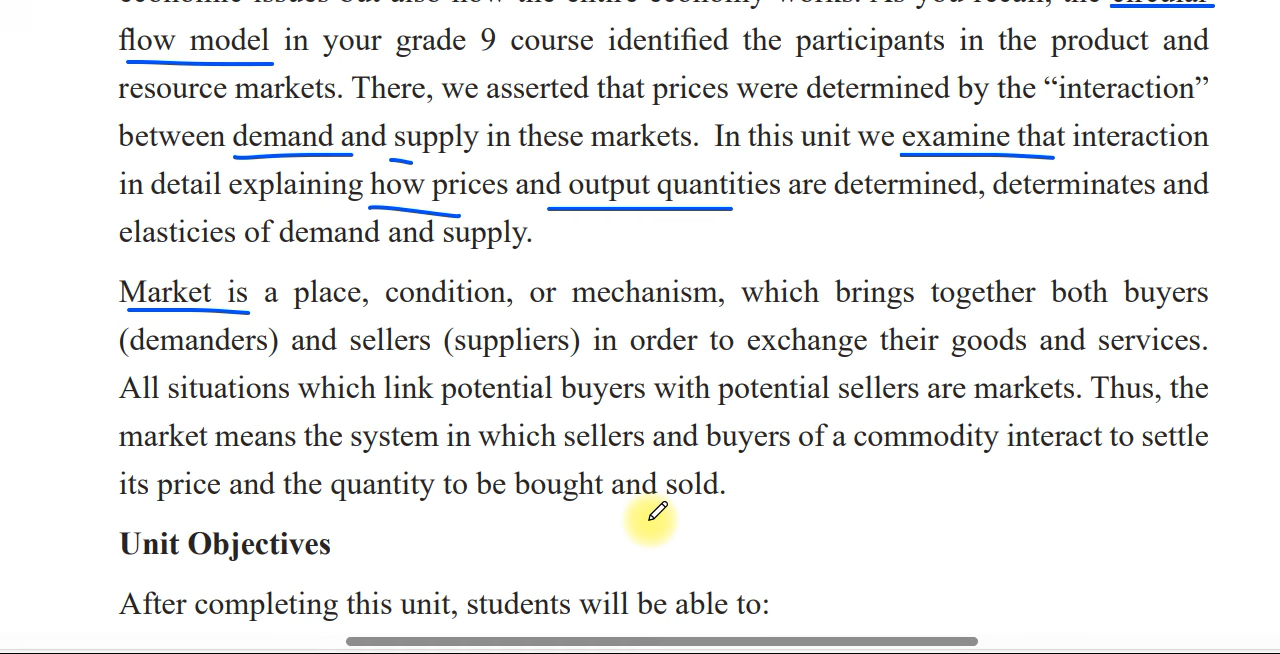 flow model in your grade 9 course identified the participants in the product and
resource markets. There, we asserted that prices were determined by the “interaction”
between demand and supply in these markets. In this unit we examine that interaction
in detail explaining how prices and output quantities are determined, determinates and
elasticies of demand and supply.
Market is a place, condition, or mechanism, which brings together both buyers
(demanders) and sellers (suppliers) in order to exchange their goods and services.
All situations which link potential buyers with potential sellers are markets. Thus, the
market means the system in which sellers and buyers of a commodity interact to settle
its price and the quantity to be bought and sold.
Unit Objectives
After completing this unit, students will be able to: